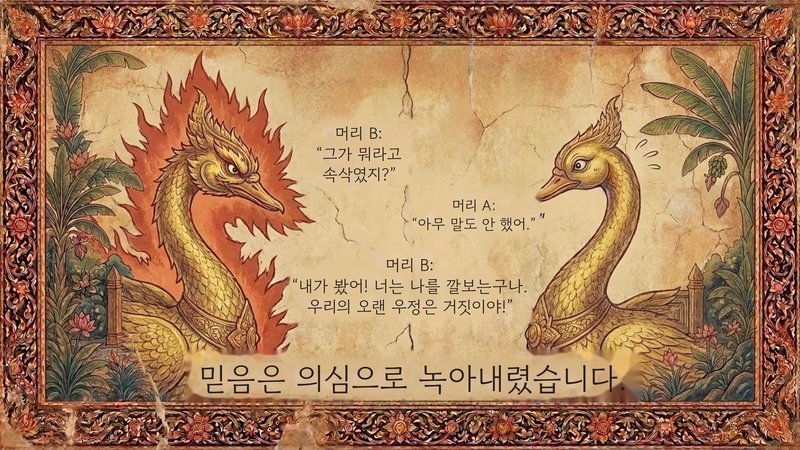 머리 B:
“그가 뭐라고
속삭였지?”
머리 A:
“아무 말도 안 했어.” "
머리 B:
“내가 봤어! 너는 나를 깔보는구나.
우리의 오랜 우정은 거짓이야!”
믿음은 의심으로 녹아내렸습니다.